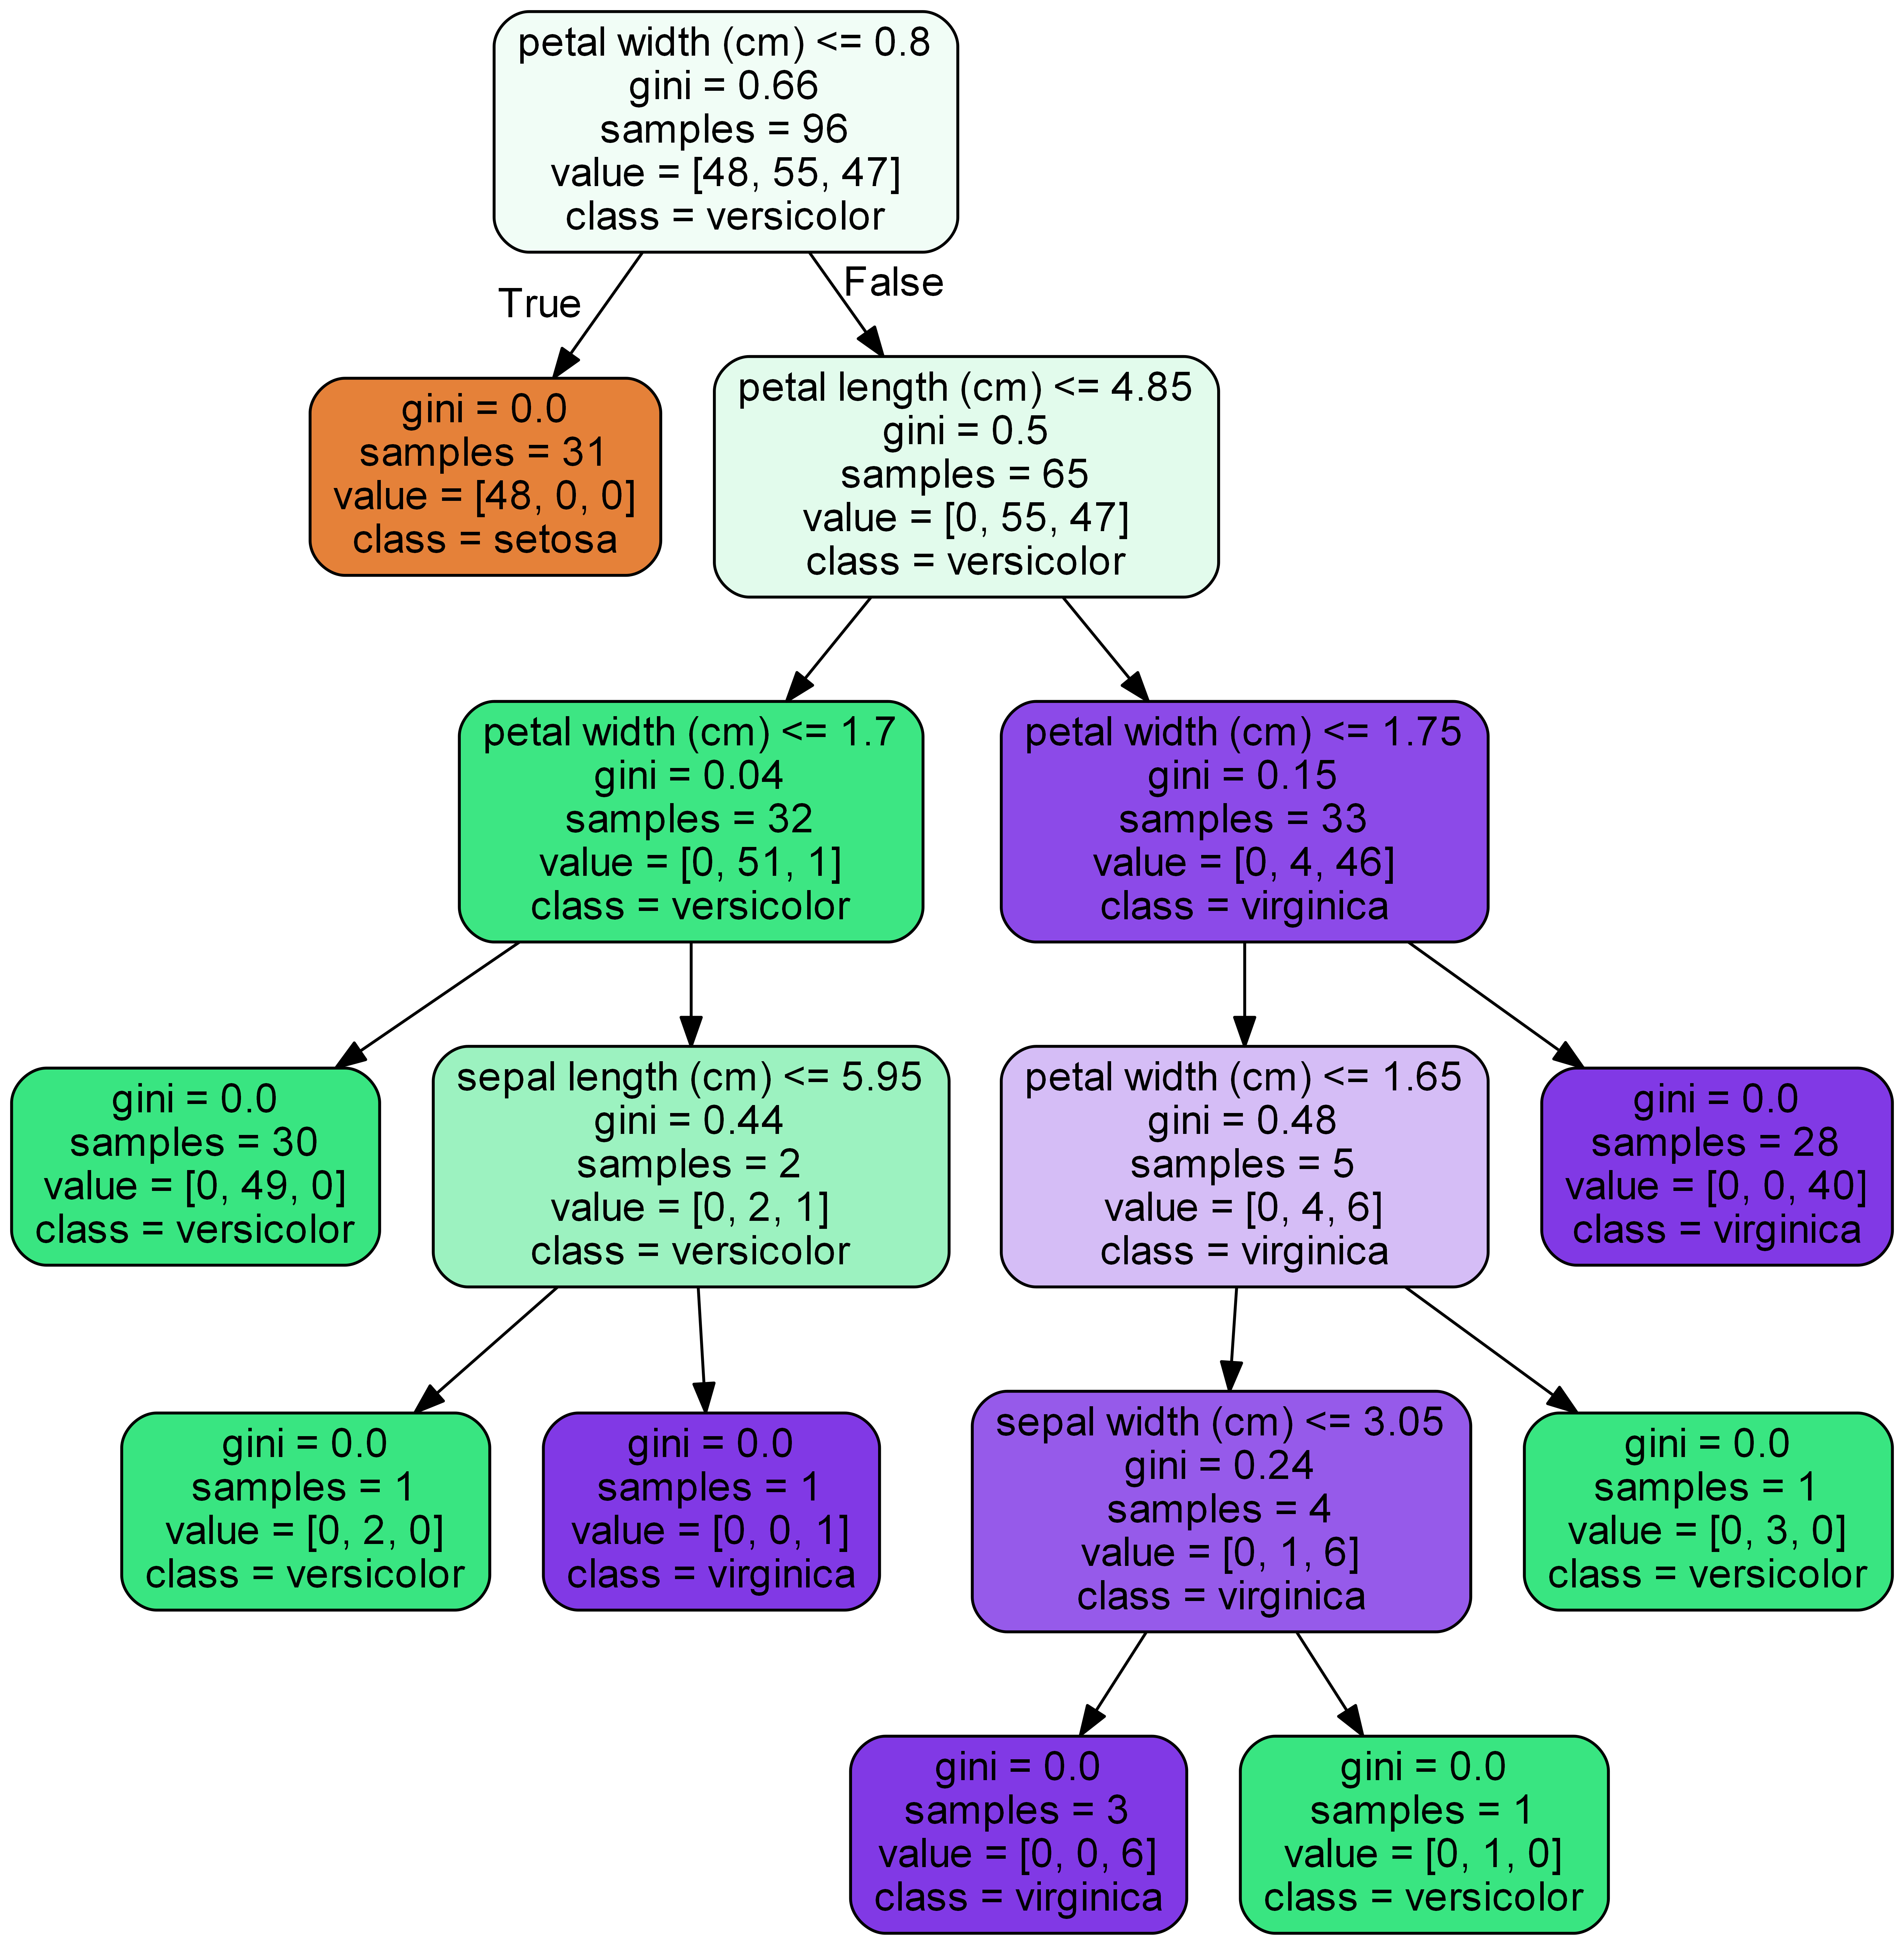 petal width (cm) <= 0.8
gini = 0.66
samples = 96
value = [48, 55, 47]
class = versicolor
True
False
gini = 0.0
samples = 31
value = [48, 0, 0]
class = setosa
petal length (cm) <= 4.85
gini = 0.5
samples = 65
value = [0, 55, 47]
class = versicolor
petal width (cm) <= 1.7
gini = 0.04
samples = 32
value = [0, 51, 1]
class = versicolor
petal width (cm) <= 1.75
gini = 0.15
samples = 33
value = [0, 4, 46]
class = virginica
gini = 0.0
samples = 30
value = [0, 49, 0]
class = versicolor
sepal length (cm) <= 5.95
gini = 0.44
samples = 2
value = [0, 2, 1]
class = versicolor
petal width (cm) <= 1.65
gini = 0.48
samples = 5
value = [0, 4, 6]
class = virginica
gini = 0.0
samples = 28
value = [0, 0, 40]
class = virginica
gini = 0.0
samples = 1
value = [0, 2, 0]
class = versicolor
gini = 0.0
samples = 1
value = [0, 0, 1]
class = virginica
sepal width (cm) <= 3.05
gini = 0.24
samples = 4
value = [0, 1, 6]
class = virginica
gini = 0.0
samples = 1
value = [0, 3, 0]
class = versicolor
gini = 0.0
samples = 3
value = [0, 0, 6]
class = virginica
gini = 0.0
samples = 1
value = [0, 1, 0]
class = versicolor